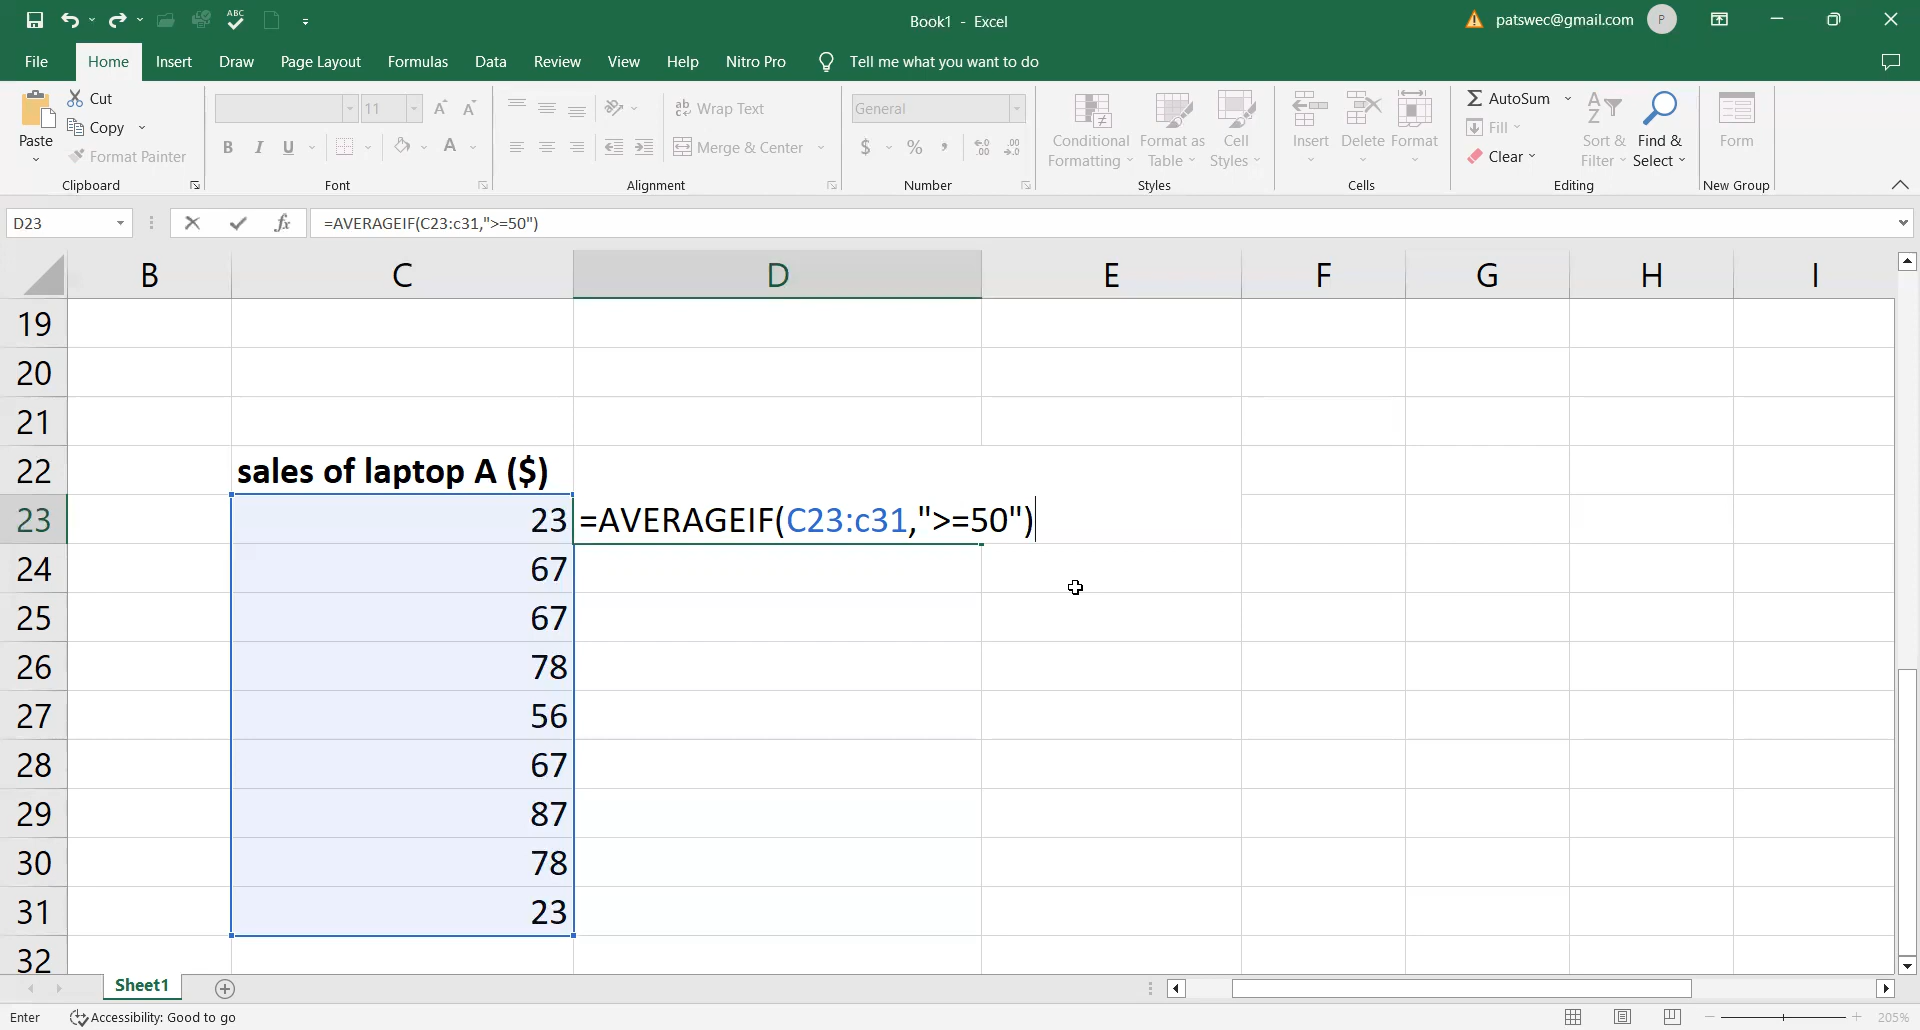 ABC
Book1 - Excel
patswec@gmail.com
P
File
Home
Insert
Draw
Page Layout
Formulas
Data
Review
View
Help
Nitro Pro
Tell me what you want to do
Paste
Cut
Copy
Format Painter
Clipboard
11
A
A
B
I
U
A
Font
ab
Wrap Text
Merge & Center
Alignment
General
$
%
,
Number
Conditional
Formatting
Format as
Table
Cell
Styles
Styles
Insert
Delete
Format
Cells
AutoSum
Fill
Clear
Sort &
Filter
Find &
Select
Editing
Form
New Group
D23
fx
=AVERAGEIF(C23:c31,">=50")
B
C
D
E
F
G
H
I
19
20
21
22
sales of laptop A ($)
23
23
=AVERAGEIF(C23:c31,">=50")
24
67
25
67
26
78
27
56
28
67
29
87
30
78
31
23
32
Sheet1
Enter
Accessibility: Good to go
205%